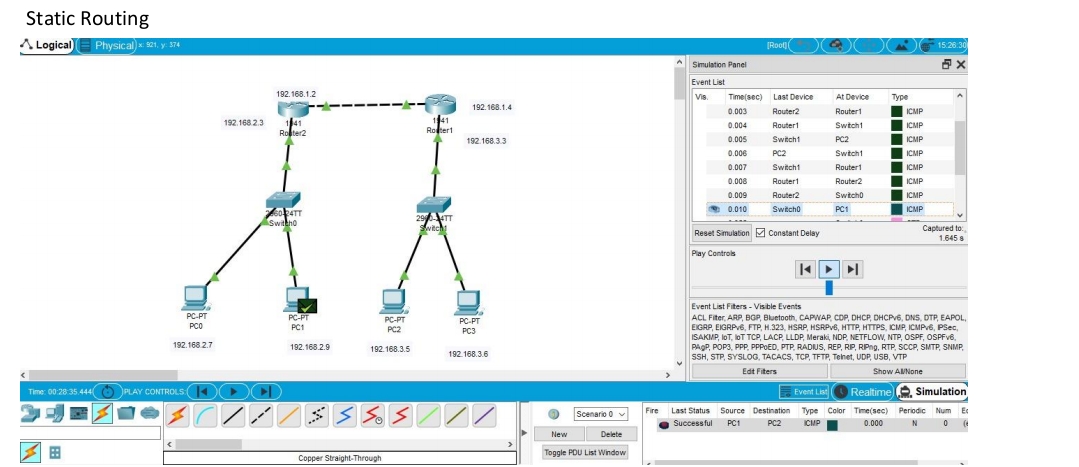 Static Routing
Logical Physical x: 921, y: 374 [Root] 15:26:30
Simulation Panel
Event List
Vis. Time(sec) Last Device At Device Type
0.003 Router2 Router1 ICMP
0.004 Router1 Switch1 ICMP
0.005 Switch1 PC2 ICMP
0.006 PC2 Switch1 ICMP
0.007 Switch1 Router1 ICMP
0.008 Router1 Router2 ICMP
0.009 Router2 Switch0 ICMP
0.010 Switch0 PC1 ICMP
Reset Simulation Constant Delay Captured to:
1.645 s
Play Controls
Event List Filters - Visible Events
ACL Filter, ARP, BGP, Bluetooth, CAPWAP, CDP, DHCP, DHCPv6, DNS, DTP, EAPOL,
EIGRP, EIGRPv6, FTP, H.323, HSRP, HSRPv6, HTTP, HTTPS, ICMP, ICMPv6, IPSec,
ISAKMP, IoT, IoT TCP, LACP, LLDP, Meraki, NDP, NETFLOW, NTP, OSPF, OSPFv6,
PAgP, POP3, PPP, PPPoED, PTP, RADIUS, REP, RIP, RIPng, RTP, SCCP, SMTP, SNMP,
SSH, STP, SYSLOG, TACACS, TCP, TFTP, Telnet, UDP, USB, VTP
Edit Filters Show All/None
192.168.1.2
192.168.1.4
192.168.2.3
1941
Router2
1941
Router1
192.168.3.3
2960-24TT
Switch0
2960-24TT
Switch1
PC-PT
PC0
PC-PT
PC1
PC-PT
PC2
PC-PT
PC3
192.168.2.7
192.168.2.9
192.168.3.5
192.168.3.6
Time: 00:28:35.444 PLAY CONTROLS: Event List Realtime Simulation
Scenario 0
New Delete
Toggle PDU List Window
Fire Last Status Source Destination Type Color Time(sec) Periodic Num
Successful PC1 PC2 ICMP 0.000 N 0
Copper Straight-Through